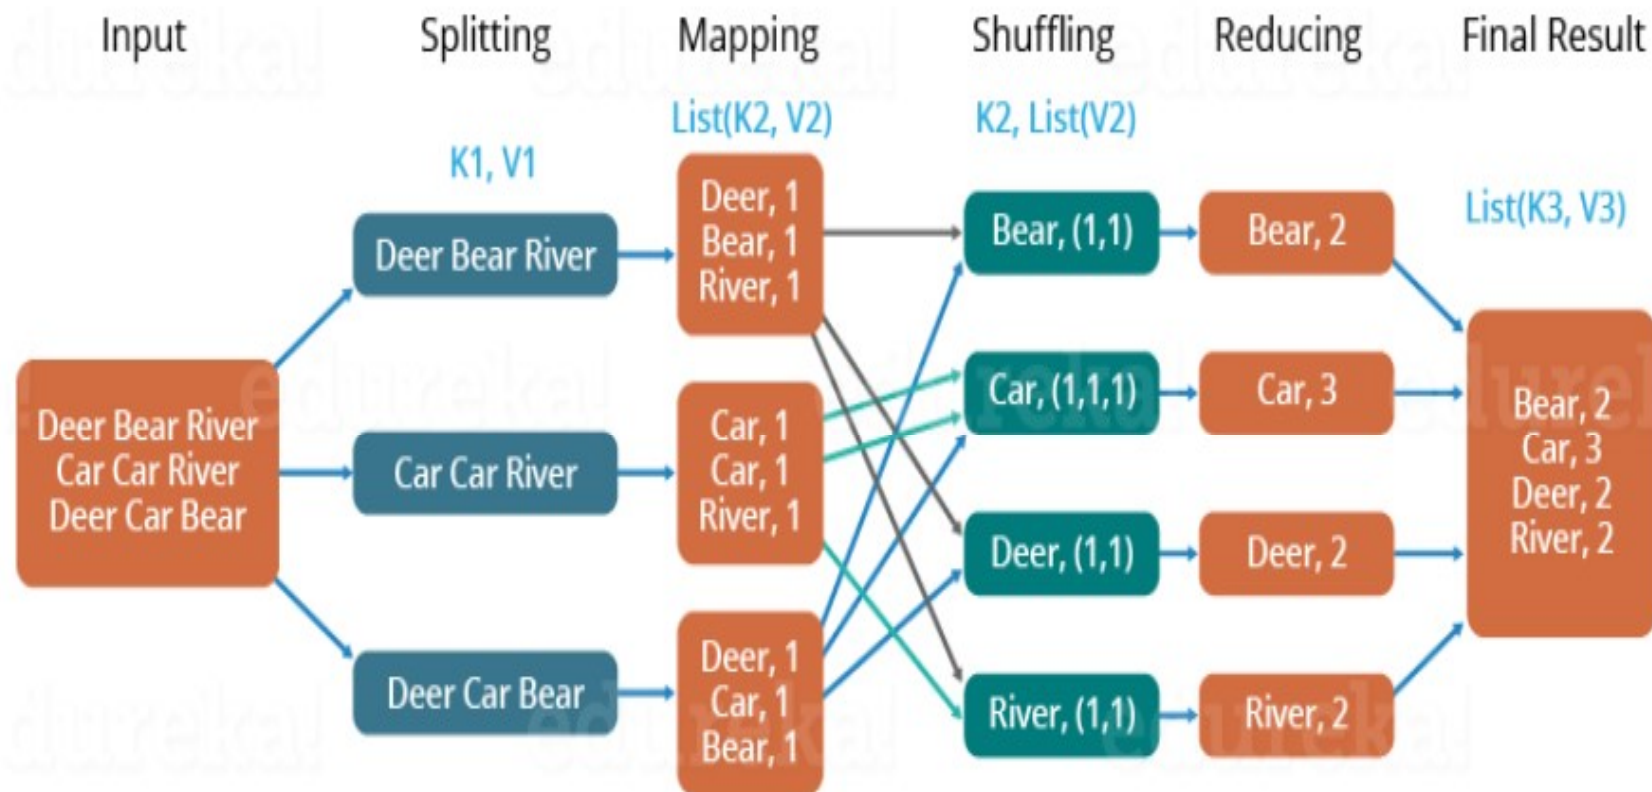 Input
Splitting
Mapping
Shuffling
Reducing
Final Result
K1, V1
List(K2, V2)
K2, List(V2)
List(K3, V3)
Deer Bear River
Car Car River
Deer Car Bear
Deer Bear River
Car Car River
Deer Car Bear
Deer, 1
Bear, 1
River, 1
Car, 1
Car, 1
River, 1
Deer, 1
Car, 1
Bear, 1
Bear, (1,1)
Car, (1,1,1)
Deer, (1,1)
River, (1,1)
Bear, 2
Car, 3
Deer, 2
River, 2
Bear, 2
Car, 3
Deer, 2
River, 2
edureka!